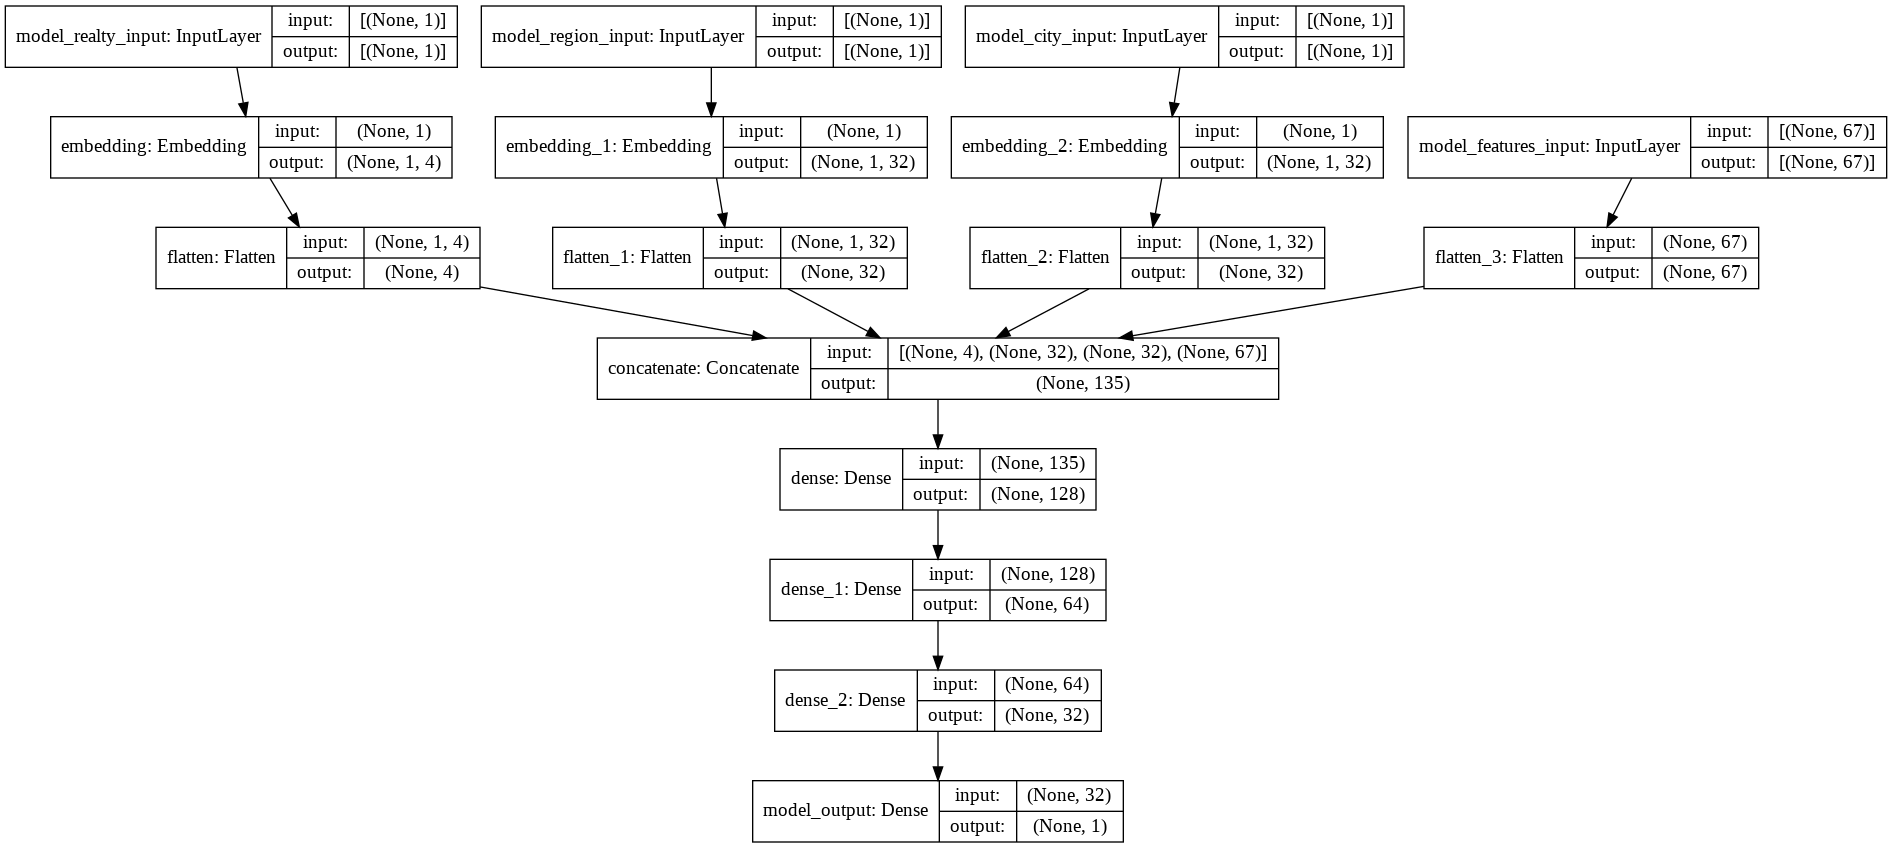 model_realty_input: InputLayer
input:
[(None, 1)]
output:
[(None, 1)]
model_region_input: InputLayer
input:
[(None, 1)]
output:
[(None, 1)]
model_city_input: InputLayer
input:
[(None, 1)]
output:
[(None, 1)]
embedding: Embedding
input:
(None, 1)
output:
(None, 1, 4)
embedding_1: Embedding
input:
(None, 1)
output:
(None, 1, 32)
embedding_2: Embedding
input:
(None, 1)
output:
(None, 1, 32)
model_features_input: InputLayer
input:
[(None, 67)]
output:
[(None, 67)]
flatten: Flatten
input:
(None, 1, 4)
output:
(None, 4)
flatten_1: Flatten
input:
(None, 1, 32)
output:
(None, 32)
flatten_2: Flatten
input:
(None, 1, 32)
output:
(None, 32)
flatten_3: Flatten
input:
(None, 67)
output:
(None, 67)
concatenate: Concatenate
input:
[(None, 4), (None, 32), (None, 32), (None, 67)]
output:
(None, 135)
dense: Dense
input:
(None, 135)
output:
(None, 128)
dense_1: Dense
input:
(None, 128)
output:
(None, 64)
dense_2: Dense
input:
(None, 64)
output:
(None, 32)
model_output: Dense
input:
(None, 32)
output:
(None, 1)